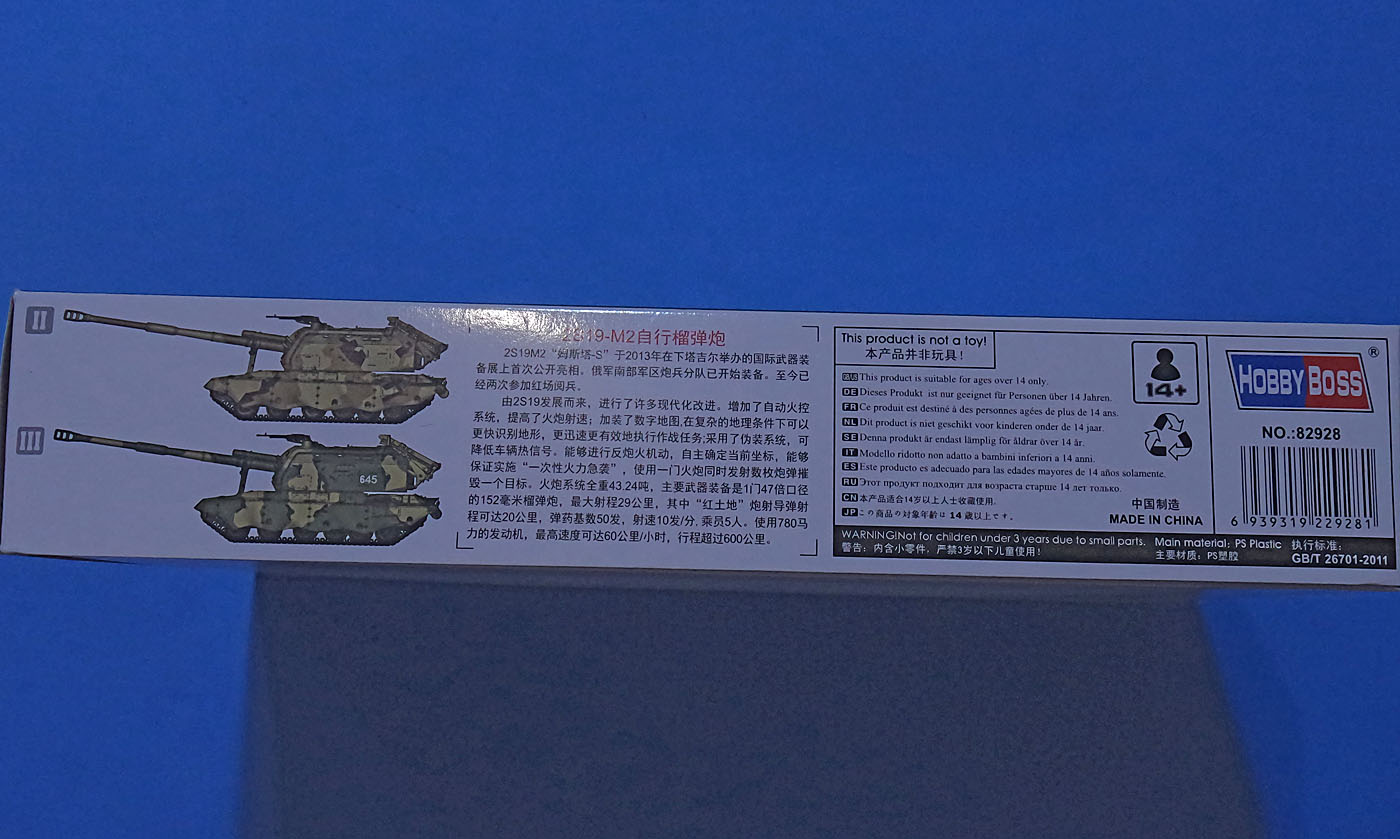 II
III
645
2S19-M2自行榴弹炮
2S19M2 “姆斯塔-S” 于2013年在下塔吉尔举办的国际武器装
备展上首次公开亮相。俄军南部军区炮兵分队已开始装备。至今已
经两次参加红场阅兵。
由2S19发展而来，进行了许多现代化改进。增加了自动火控
系统，提高了火炮射速；加装了数字地图,在复杂的地理条件下可以
更快识别地形，更迅速更有效地执行作战任务;采用了伪装系统，可
降低车辆热信号。能够进行反炮火机动，自主确定当前坐标，能够
保证实施“一次性火力急袭”，使用一门火炮同时发射数枚炮弹摧
毁一个目标。火炮系统全重43.24吨，主要武器装备是1门47倍口径
的152毫米榴弹炮，最大射程29公里，其中“红土地”炮射导弹射
程可达20公里，弹药基数50发，射速10发/分，乘员5人。使用780马
力的发动机，最高速度可达60公里/小时，行程超过600公里。
This product is not a toy!
本产品并非玩具！
This product is suitable for ages over 14 only.
DE Dieses Produkt ist nur geeignet für Personen über 14 Jahren.
FR Ce produit est destiné à des personnes agées de plus de 14 ans.
NL Dit product is niet geschikt voor kinderen onder de 14 jaar.
SE Denna produkt är endast lämplig för åldrar över 14 år.
IT Modello ridotto non adatto a bambini inferiori a 14 anni.
ES Este producto es adecuado para las edades mayores de 14 años solamente.
RU Этот продукт подходит для возраста старше 14 лет только.
CN 本产品适合14岁以上人士收藏使用.
JP この商品の対象年齢は 14 歳以上です。
14+
中国制造
MADE IN CHINA
WARNING!Not for children under 3 years due to small parts.
警告：内含小零件，严禁3岁以下儿童使用！
Main material: PS Plastic
主要材质：PS塑胶
执行标准：
GB/T 26701-2011
HOBBY BOSS ®
NO.:82928
6 939319 229281